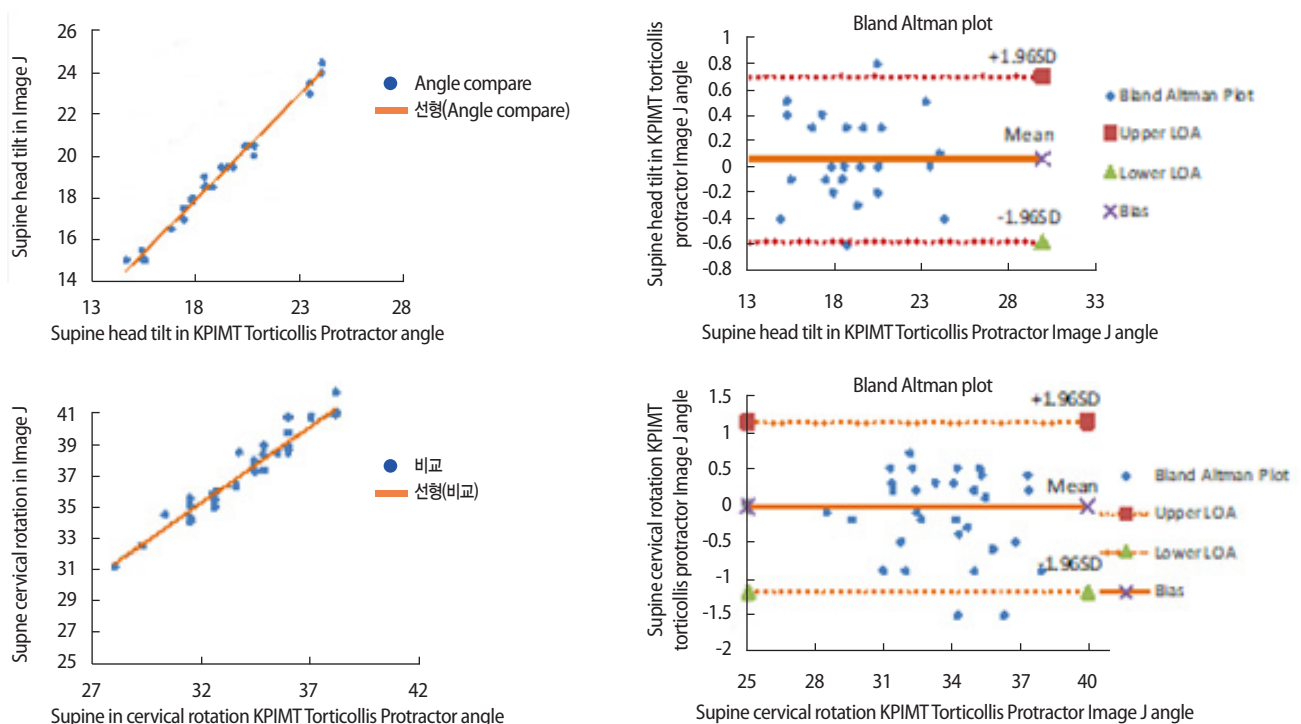 Supine head tilt in Image J
26
24
22
20
18
16
14
13
18
23
28
Supine head tilt in KPIMT Torticollis Protractor angle
Angle compare
선형(Angle compare)
Bland Altman plot
Supine head tilt in KPIMT torticollis
protractor Image J angle
1
0.8
0.6
0.4
0.2
0
-0.2
-0.4
-0.6
-0.8
13
18
23
28
33
+1.96SD
Mean
-1.96SD
Supine head tilt in KPIMT Torticollis Protractor Image J angle
Bland Altman Plot
Upper LOA
Lower LOA
Bias
Supne cervical rotation in Image J
41
37
35
33
31
29
27
25
27
32
37
42
Supine in cervical rotation KPIMT Torticollis Protractor angle
비교
선형(비교)
Bland Altman plot
Supine cervical rotation KPIMT
torticollis protractor Image J angle
1.5
1
0.5
0
-0.5
-1
-1.5
-2
25
28
31
34
37
40
+1.96SD
Mean
-1.96SD
Supine cervical rotation KPIMT Torticollis Protractor Image J angle
Bland Altman Plot
Upper LOA
Lower LOA
Bias